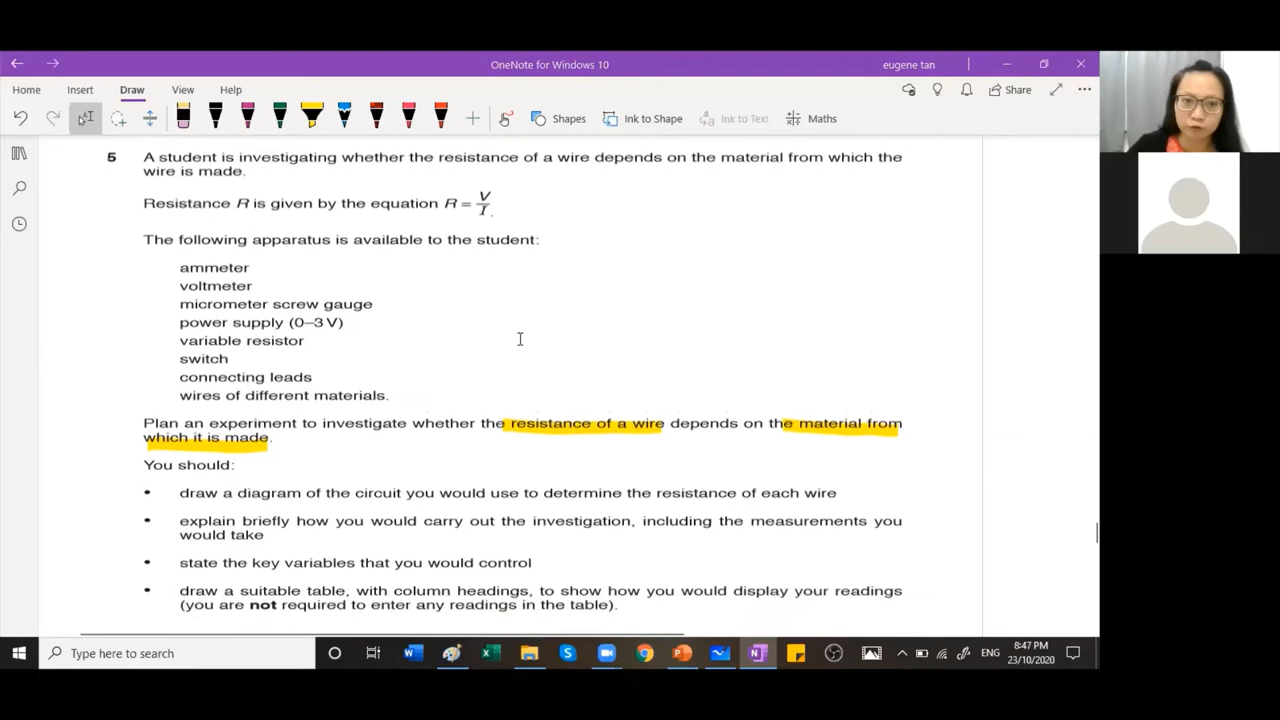 OneNote for Windows 10
eugene tan
Home
Insert
Draw
View
Help
Share
Shapes
Ink to Shape
Ink to Text
Maths
5 A student is investigating whether the resistance of a wire depends on the material from which the
wire is made.
Resistance R is given by the equation R = V/I.
The following apparatus is available to the student:
ammeter
voltmeter
micrometer screw gauge
power supply (0–3 V)
variable resistor
switch
connecting leads
wires of different materials.
Plan an experiment to investigate whether the resistance of a wire depends on the material from
which it is made.
You should:
• draw a diagram of the circuit you would use to determine the resistance of each wire
• explain briefly how you would carry out the investigation, including the measurements you
would take
• state the key variables that you would control
• draw a suitable table, with column headings, to show how you would display your readings
(you are not required to enter any readings in the table).
Type here to search
ENG
8:47 PM
23/10/2020